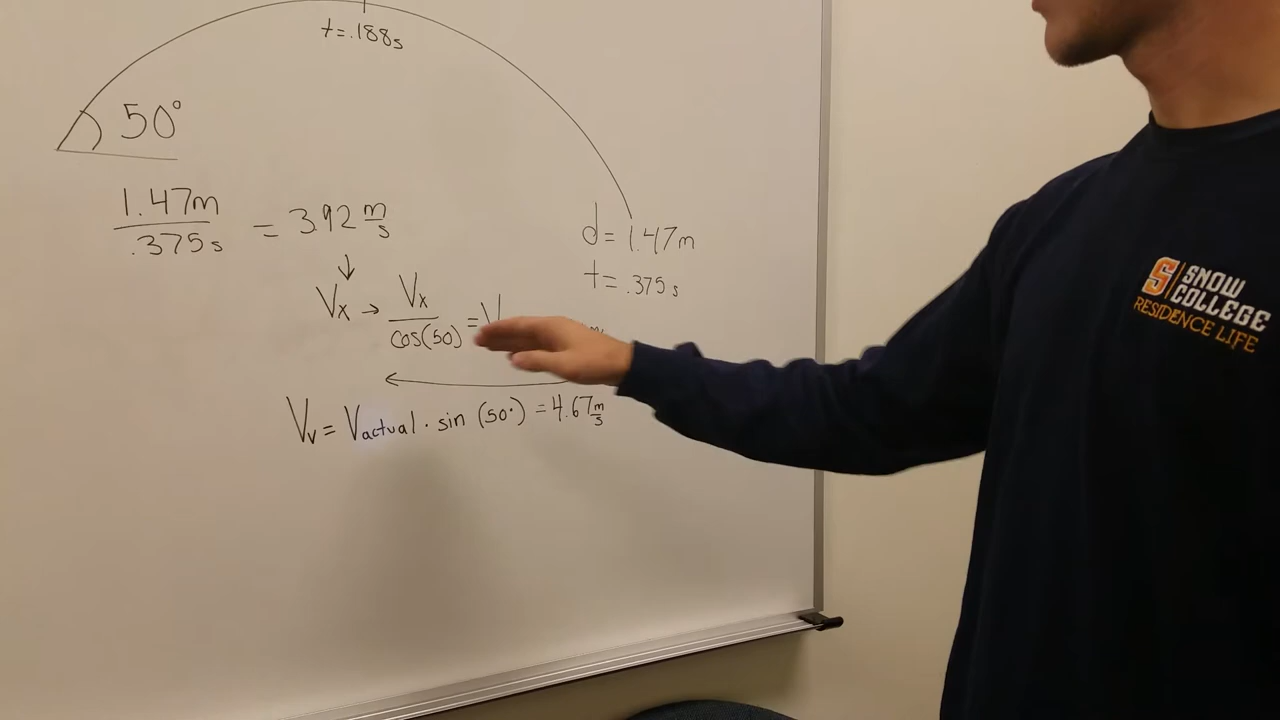 t=.188s
50°
1.47m
.375s
= 3.92 m/s
d= 1.47m
t= .375s
Vx → Vx
cos(50)
= V
Vv= Vactual · sin (50°) = 4.67 m/s
S SNOW
COLLEGE
RESIDENCE LIFE